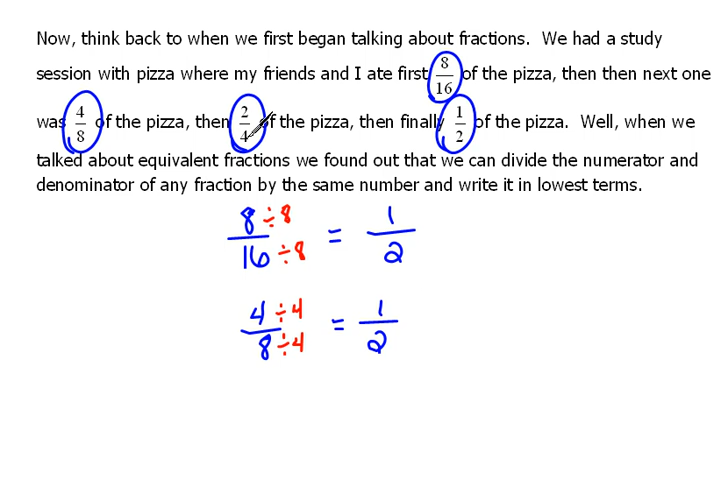 Now, think back to when we first began talking about fractions. We had a study
session with pizza where my friends and I ate first 8/16 of the pizza, then then next one
was 4/8 of the pizza, then 2/4 of the pizza, then finally 1/2 of the pizza. Well, when we
talked about equivalent fractions we found out that we can divide the numerator and
denominator of any fraction by the same number and write it in lowest terms.
8 ÷8 / 16 ÷8 = 1/2
4 ÷4 / 8 ÷4 = 1/2